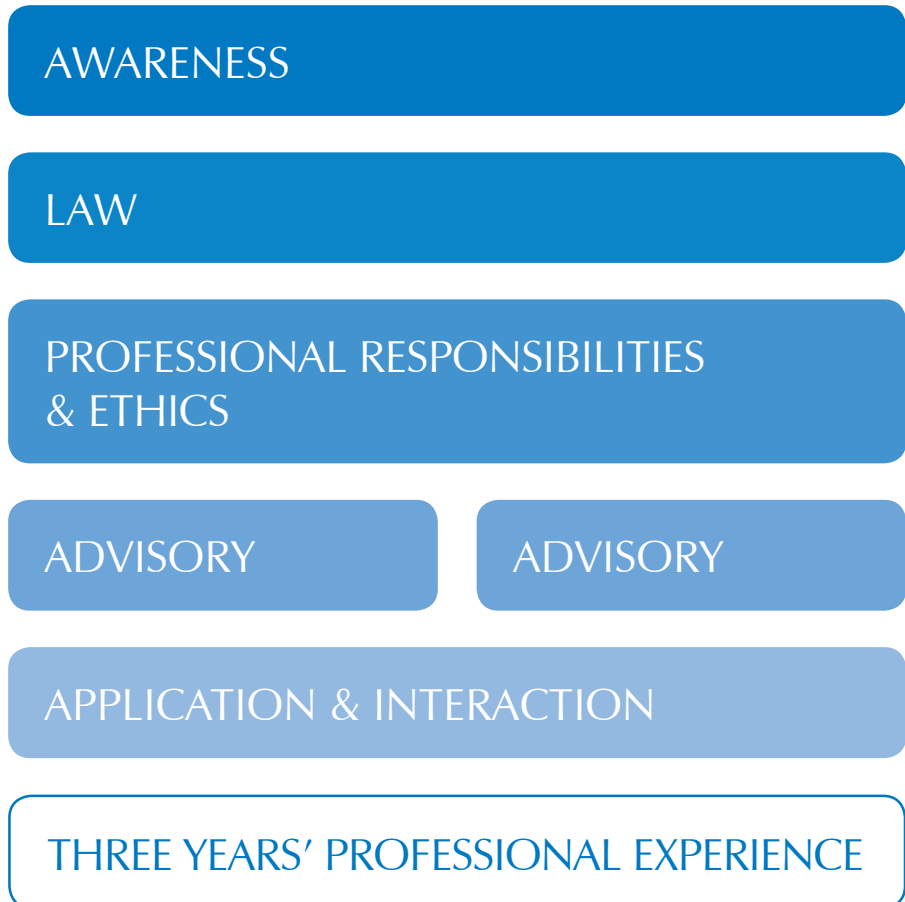 AWARENESS
LAW
PROFESSIONAL RESPONSIBILITIES
& ETHICS
ADVISORY
ADVISORY
APPLICATION & INTERACTION
THREE YEARS’ PROFESSIONAL EXPERIENCE